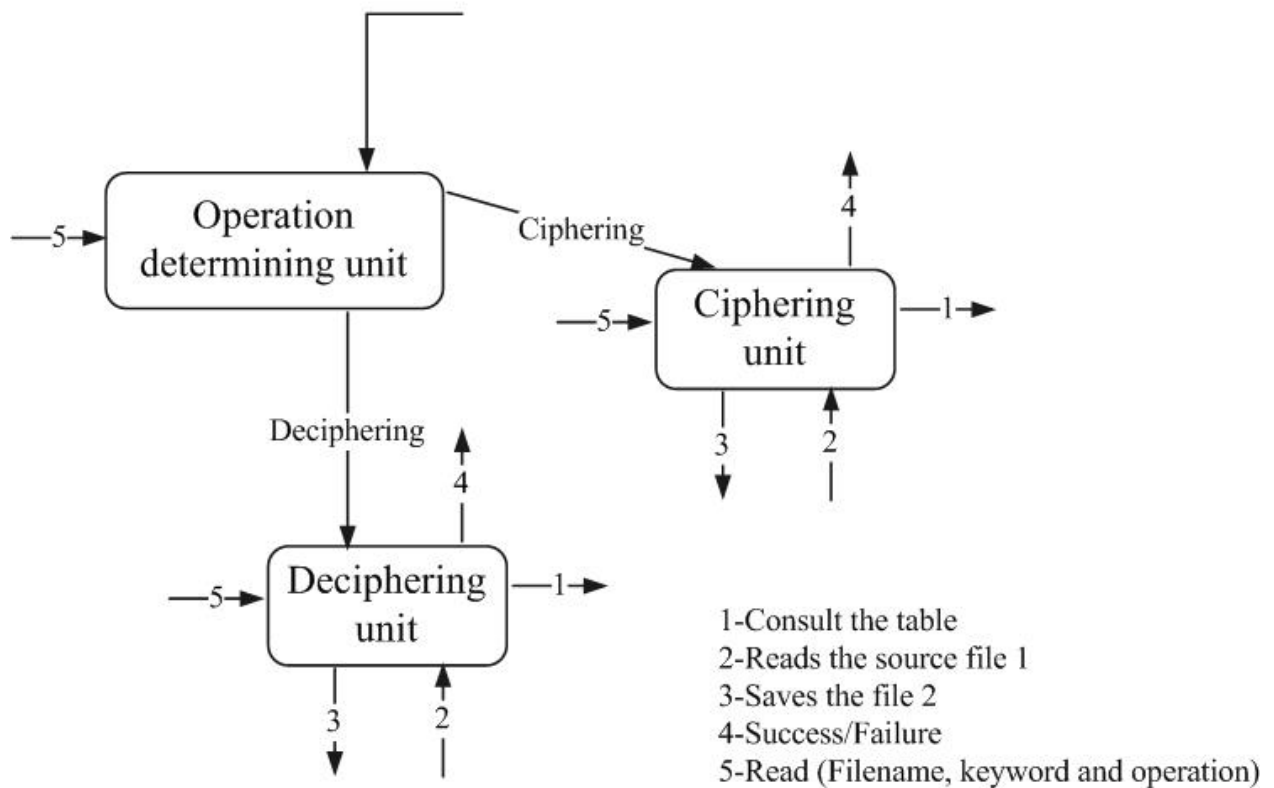 Operation
determining unit
5
Ciphering
4
Ciphering
unit
5
1
3
2
Deciphering
4
Deciphering
unit
5
1
3
2
1-Consult the table
2-Reads the source file 1
3-Saves the file 2
4-Success/Failure
5-Read (Filename, keyword and operation)